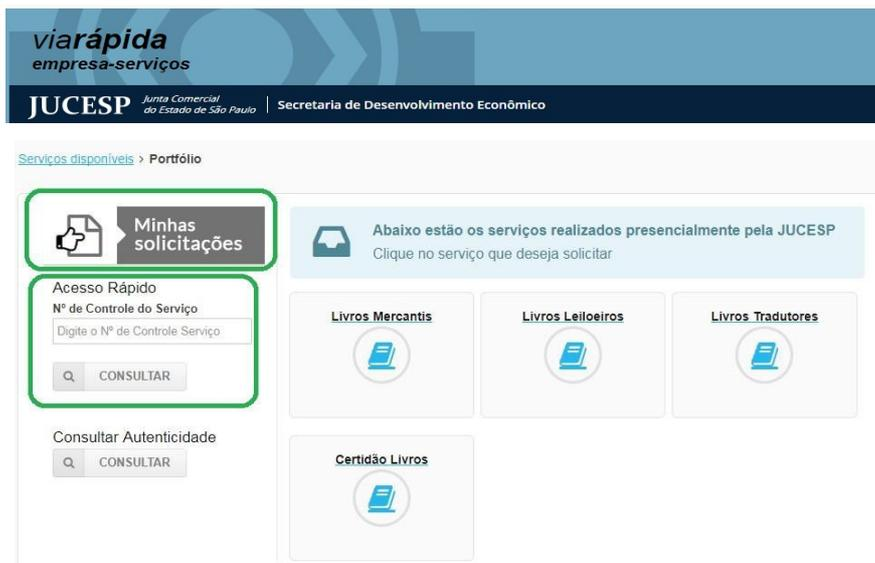 viarápida
empresa-serviços
JUCESP Junta Comercial
do Estado de São Paulo
Secretaria de Desenvolvimento Econômico
Serviços disponíveis > Portfólio
Minhas
solicitações
Acesso Rápido
Nº de Controle do Serviço
Digite o Nº de Controle Serviço
CONSULTAR
Consultar Autenticidade
CONSULTAR
Abaixo estão os serviços realizados presencialmente pela JUCESP
Clique no serviço que deseja solicitar
Livros Mercantis
Livros Leiloeiros
Livros Tradutores
Certidão Livros